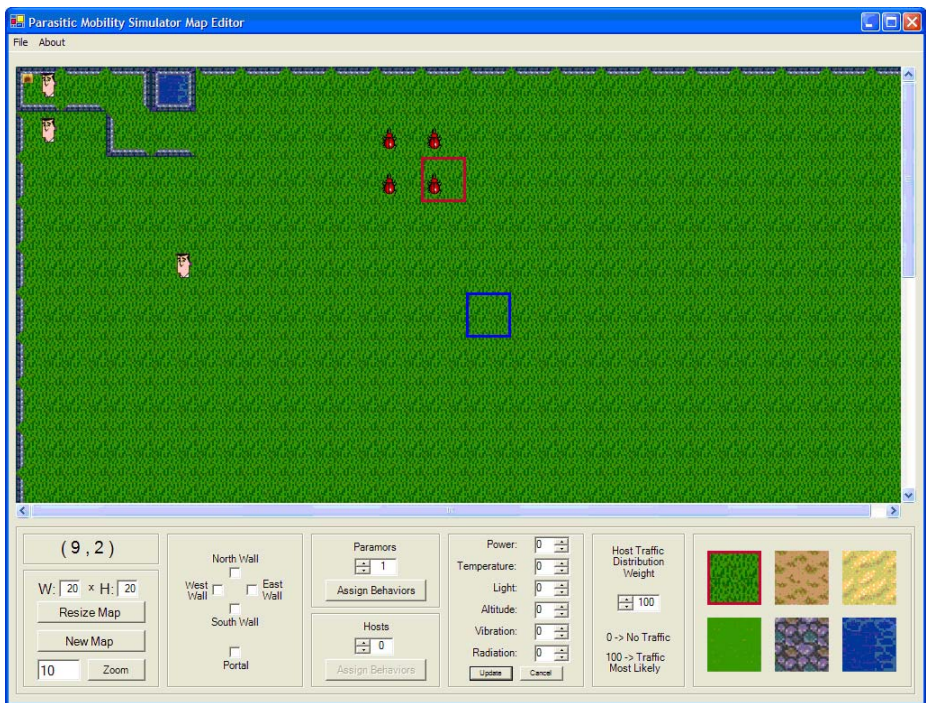 Parasitic Mobility Simulator Map Editor
File About
( 9 , 2 )
W: 20 × H: 20
Resize Map
New Map
10 Zoom
North Wall
West Wall
East Wall
South Wall
Portal
Paramors
1
Assign Behaviors
Hosts
0
Assign Behaviors
Power: 0
Temperature: 0
Light: 0
Altitude: 0
Vibration: 0
Radiation: 0
Update Cancel
Host Traffic
Distribution
Weight
100
0 -> No Traffic
100 -> Traffic
Most Likely